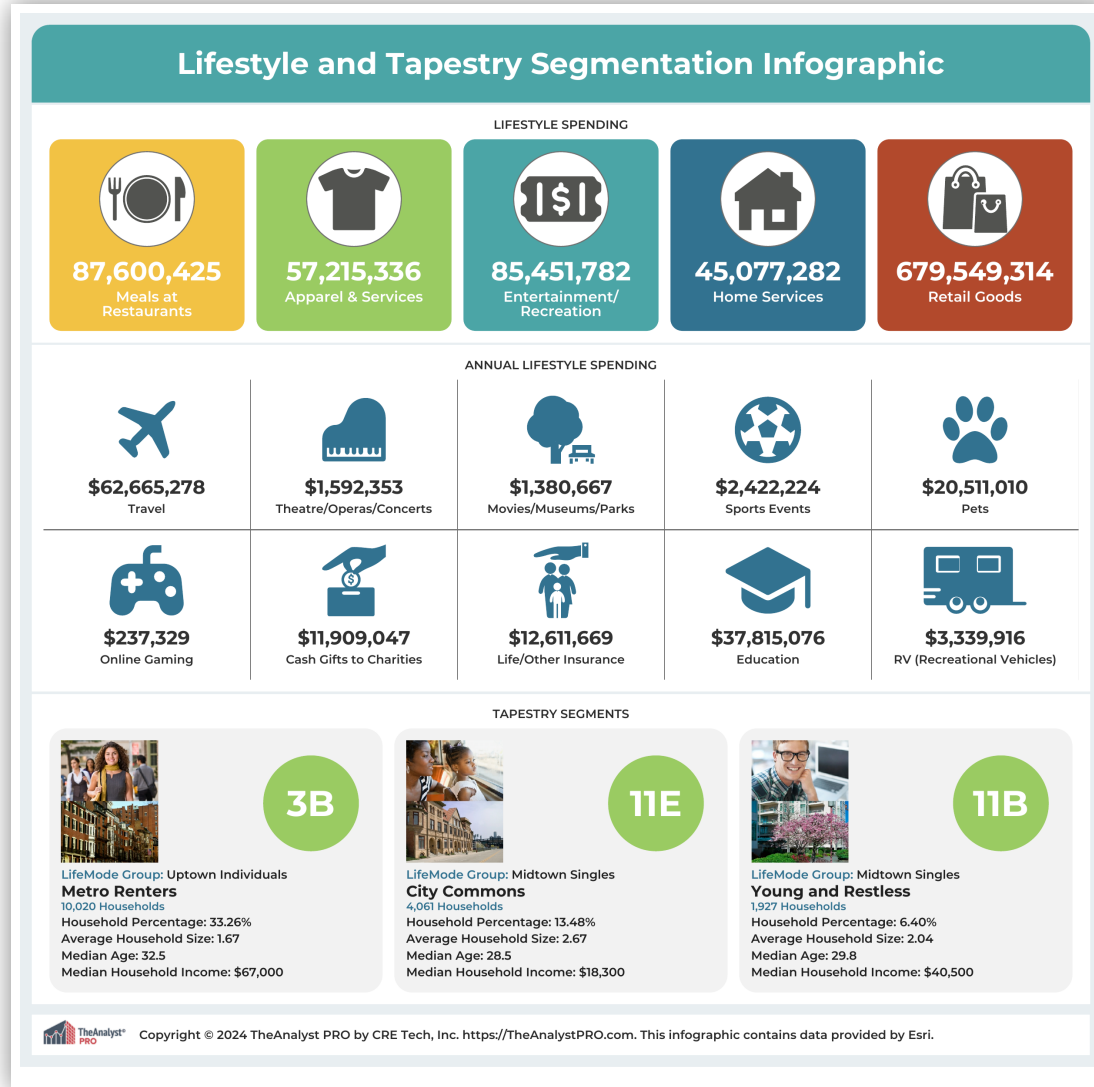 Lifestyle and Tapestry Segmentation Infographic
LIFESTYLE SPENDING
87,600,425
Meals at
Restaurants
57,215,336
Apparel & Services
85,451,782
Entertainment/
Recreation
45,077,282
Home Services
679,549,314
Retail Goods
ANNUAL LIFESTYLE SPENDING
$62,665,278
Travel
$1,592,353
Theatre/Operas/Concerts
$1,380,667
Movies/Museums/Parks
$2,422,224
Sports Events
$20,511,010
Pets
$237,329
Online Gaming
$11,909,047
Cash Gifts to Charities
$12,611,669
Life/Other Insurance
$37,815,076
Education
$3,339,916
RV (Recreational Vehicles)
TAPESTRY SEGMENTS
3B
LifeMode Group: Uptown Individuals
Metro Renters
10,020 Households
Household Percentage: 33.26%
Average Household Size: 1.67
Median Age: 32.5
Median Household Income: $67,000
11E
LifeMode Group: Midtown Singles
City Commons
4,061 Households
Household Percentage: 13.48%
Average Household Size: 2.67
Median Age: 28.5
Median Household Income: $18,300
11B
LifeMode Group: Midtown Singles
Young and Restless
1,927 Households
Household Percentage: 6.40%
Average Household Size: 2.04
Median Age: 29.8
Median Household Income: $40,500
TheAnalyst®
PRO
Copyright © 2024 TheAnalyst PRO by CRE Tech, Inc. https://TheAnalystPRO.com. This infographic contains data provided by Esri.